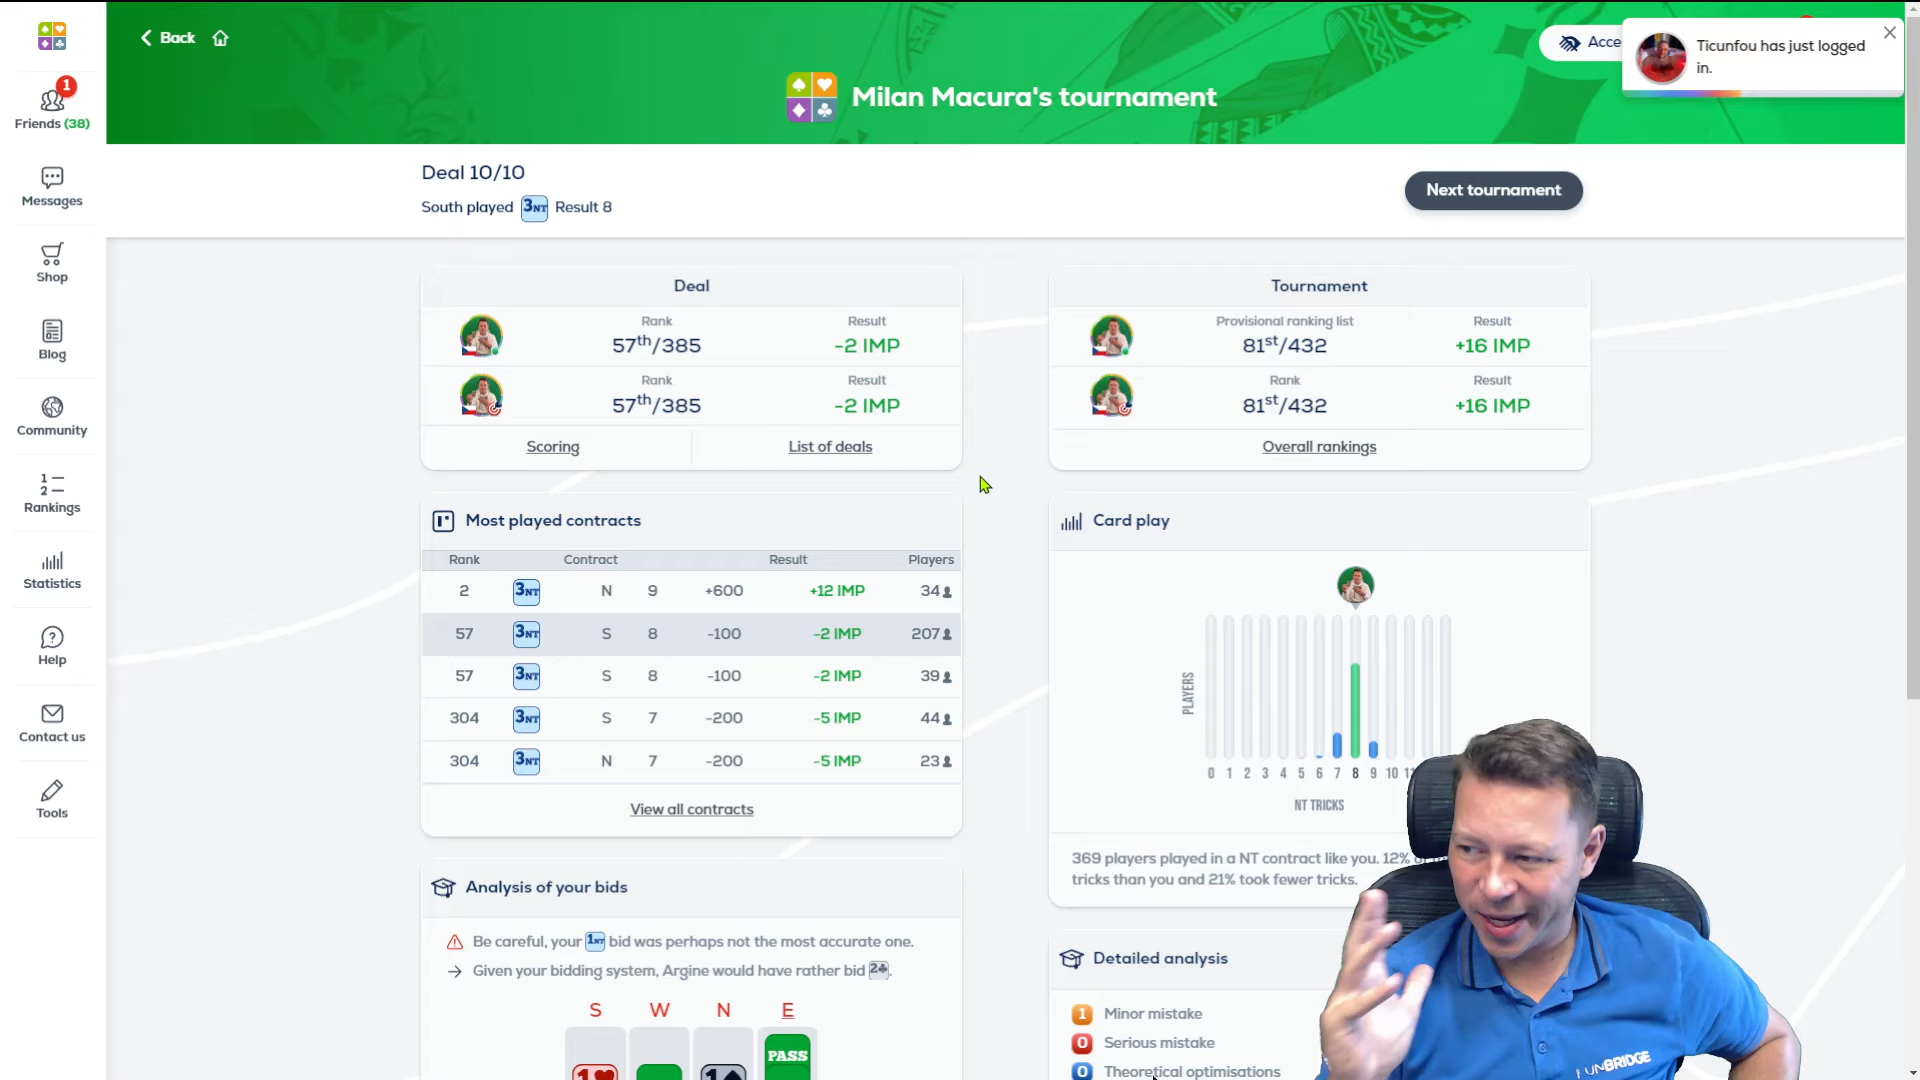 Back
Acce
Ticunfou has just logged
in.
1
Friends (38)
Messages
Shop
Blog
Community
1
2
Rankings
Statistics
Help
Contact us
Tools
Milan Macura's tournament
Deal 10/10
South played 3NT Result 8
Next tournament
Deal
Rank Result
57th/385 -2 IMP
Rank Result
57th/385 -2 IMP
Scoring List of deals
Tournament
Provisional ranking list Result
81st/432 +16 IMP
Rank Result
81st/432 +16 IMP
Overall rankings
Most played contracts
Rank Contract Result Players
2 3NT N 9 +600 +12 IMP 34
57 3NT S 8 -100 -2 IMP 207
57 3NT S 8 -100 -2 IMP 39
304 3NT S 7 -200 -5 IMP 44
304 3NT N 7 -200 -5 IMP 23
View all contracts
Card play
PLAYERS
0 1 2 3 4 5 6 7 8 9 10
NT TRICKS
369 players played in a NT contract like you. 12%
tricks than you and 21% took fewer tricks.
Analysis of your bids
Be careful, your 1NT bid was perhaps not the most accurate one.
Given your bidding system, Argine would have rather bid 2♣.
S W N E
PASS
1♥ 1♠
Detailed analysis
1 Minor mistake
0 Serious mistake
0 Theoretical optimisations
FUNBRIDGE